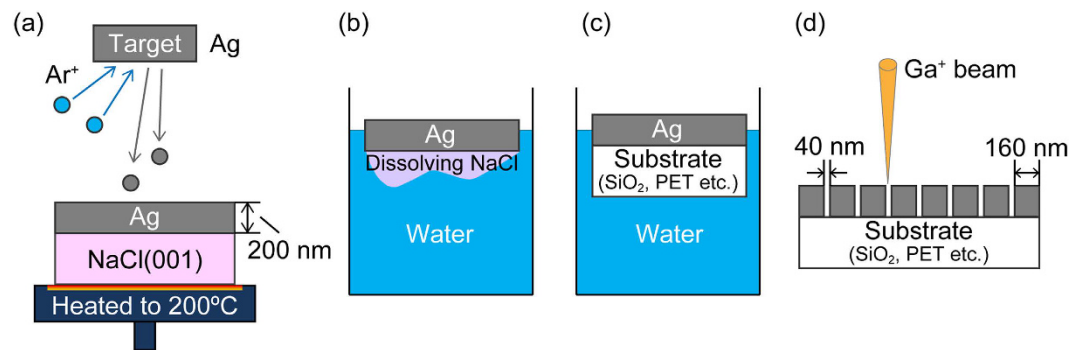 (a)
Target
Ag
Ar⁺
Ag
200 nm
NaCl(001)
Heated to 200ºC
(b)
Ag
Dissolving NaCl
Water
(c)
Ag
Substrate
(SiO₂, PET etc.)
Water
(d)
Ga⁺ beam
40 nm
160 nm
Substrate
(SiO₂, PET etc.)